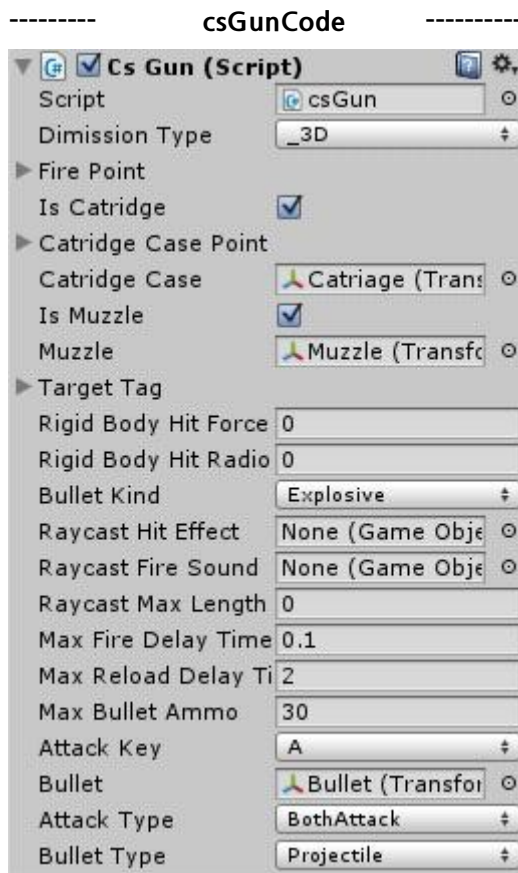 --------- csGunCode ----------
Cs Gun (Script)
Script csGun
Dimission Type _3D
Fire Point
Is Catridge
Catridge Case Point
Catridge Case Catriage (Trans
Is Muzzle
Muzzle Muzzle (Transfo
Target Tag
Rigid Body Hit Force 0
Rigid Body Hit Radio 0
Bullet Kind Explosive
Raycast Hit Effect None (Game Obje
Raycast Fire Sound None (Game Obje
Raycast Max Length 0
Max Fire Delay Time 0.1
Max Reload Delay Ti 2
Max Bullet Ammo 30
Attack Key A
Bullet Bullet (Transfor
Attack Type BothAttack
Bullet Type Projectile